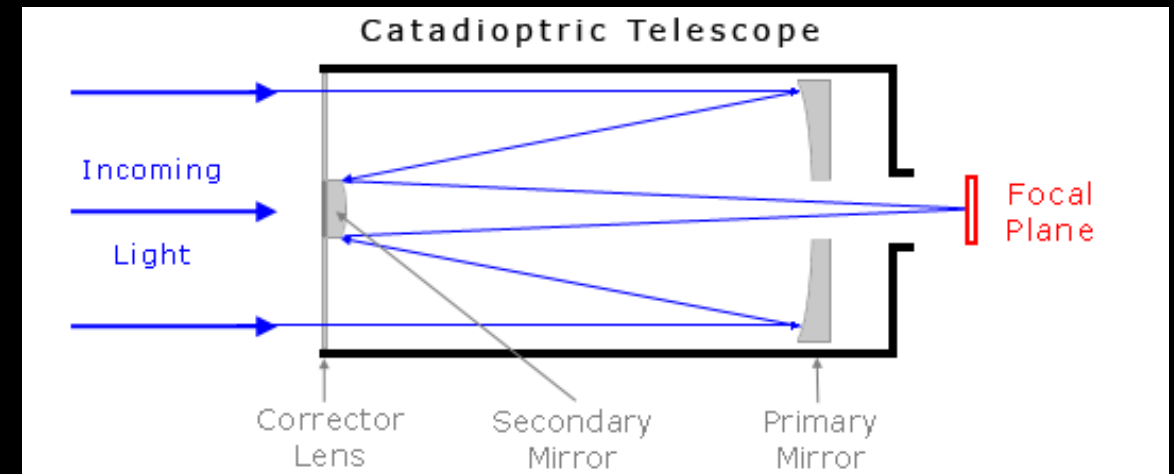 Catadioptric Telescope
Incoming
Light
Focal
Plane
Corrector
Lens
Secondary
Mirror
Primary
Mirror